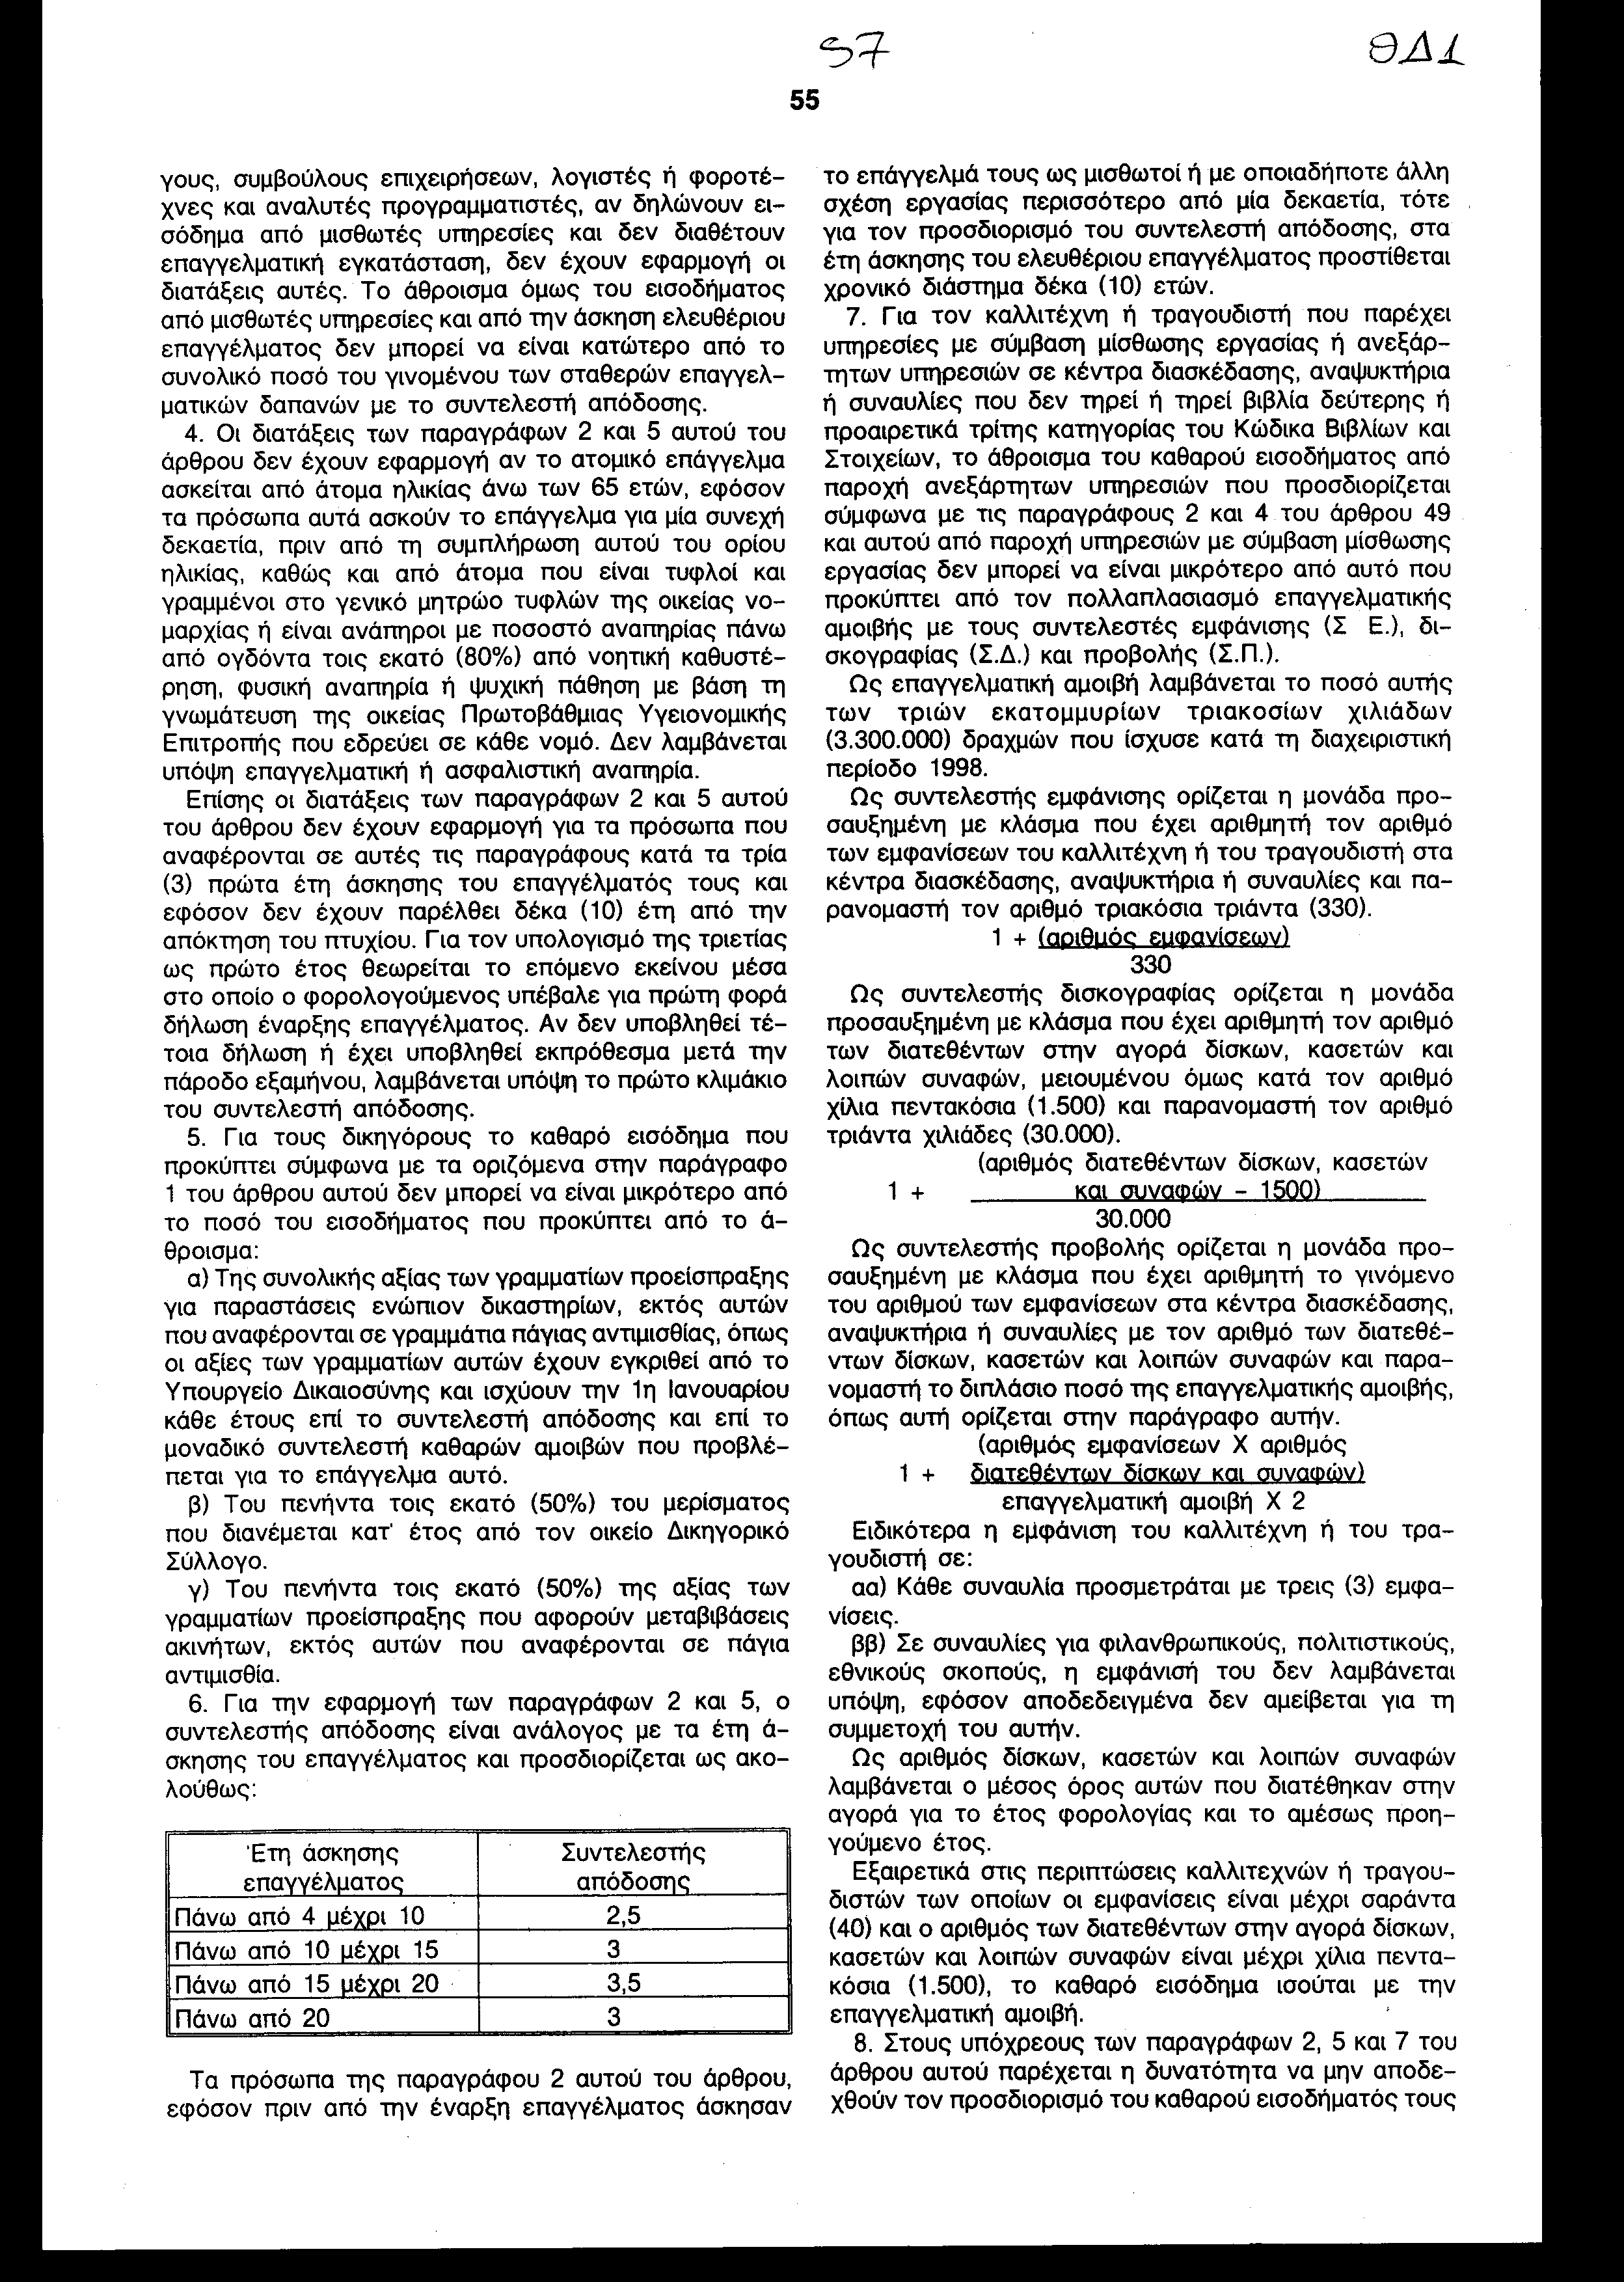 57
ΘΔ1
55
γους, συμβούλους επιχειρήσεων, λογιστές ή φοροτέ-
χνες και αναλυτές προγραμματιστές, αν δηλώνουν ει-
σόδημα από μισθωτές υπηρεσίες και δεν διαθέτουν
επαγγελματική εγκατάσταση, δεν έχουν εφαρμογή οι
διατάξεις αυτές. Το άθροισμα όμως του εισοδήματος
από μισθωτές υπηρεσίες και από την άσκηση ελευθέριου
επαγγέλματος δεν μπορεί να είναι κατώτερο από το
συνολικό ποσό του γινομένου των σταθερών επαγγελ-
ματικών δαπανών με το συντελεστή απόδοσης.
4. Οι διατάξεις των παραγράφων 2 και 5 αυτού του
άρθρου δεν έχουν εφαρμογή αν το ατομικό επάγγελμα
ασκείται από άτομα ηλικίας άνω των 65 ετών, εφόσον
τα πρόσωπα αυτά ασκούν το επάγγελμα για μία συνεχή
δεκαετία, πριν από τη συμπλήρωση αυτού του ορίου
ηλικίας, καθώς και από άτομα που είναι τυφλοί και
γραμμένοι στο γενικό μητρώο τυφλών της οικείας νο-
μαρχίας ή είναι ανάπηροι με ποσοστό αναπηρίας πάνω
από ογδόντα τοις εκατό (80%) από νοητική καθυστέ-
ρηση, φυσική αναπηρία ή ψυχική πάθηση με βάση τη
γνωμάτευση της οικείας Πρωτοβάθμιας Υγειονομικής
Επιτροπής που εδρεύει σε κάθε νομό. Δεν λαμβάνεται
υπόψη επαγγελματική ή ασφαλιστική αναπηρία.
Επίσης οι διατάξεις των παραγράφων 2 και 5 αυτού
του άρθρου δεν έχουν εφαρμογή για τα πρόσωπα που
αναφέρονται σε αυτές τις παραγράφους κατά τα τρία
(3) πρώτα έτη άσκησης του επαγγέλματός τους και
εφόσον δεν έχουν παρέλθει δέκα (10) έτη από την
απόκτηση του πτυχίου. Για τον υπολογισμό της τριετίας
ως πρώτο έτος θεωρείται το επόμενο εκείνου μέσα
στο οποίο ο φορολογούμενος υπέβαλε για πρώτη φορά
δήλωση έναρξης επαγγέλματος. Αν δεν υποβληθεί τέ-
τοια δήλωση ή έχει υποβληθεί εκπρόθεσμα μετά την
πάροδο εξαμήνου, λαμβάνεται υπόψη το πρώτο κλιμάκιο
του συντελεστή απόδοσης.
5. Για τους δικηγόρους το καθαρό εισόδημα που
προκύπτει σύμφωνα με τα οριζόμενα στην παράγραφο
1 του άρθρου αυτού δεν μπορεί να είναι μικρότερο από
το ποσό του εισοδήματος που προκύπτει από το ά-
θροισμα:
α) Της συνολικής αξίας των γραμματίων προείσπραξης
για παραστάσεις ενώπιον δικαστηρίων, εκτός αυτών
που αναφέρονται σε γραμμάτια πάγιας αντιμισθίας, όπως
οι αξίες των γραμματίων αυτών έχουν εγκριθεί από το
Υπουργείο Δικαιοσύνης και ισχύουν την 1η Ιανουαρίου
κάθε έτους επί το συντελεστή απόδοσης και επί το
μοναδικό συντελεστή καθαρών αμοιβών που προβλέ-
πεται για το επάγγελμα αυτό.
β) Του πενήντα τοις εκατό (50%) του μερίσματος
που διανέμεται κατ' έτος από τον οικείο Δικηγορικό
Σύλλογο.
γ) Του πενήντα τοις εκατό (50%) της αξίας των
γραμματίων προείσπραξης που αφορούν μεταβιβάσεις
ακινήτων, εκτός αυτών που αναφέρονται σε πάγια
αντιμισθία.
6. Για την εφαρμογή των παραγράφων 2 και 5, ο
συντελεστής απόδοσης είναι ανάλογος με τα έτη ά-
σκησης του επαγγέλματος και προσδιορίζεται ως ακο-
λούθως:
Έτη άσκησης επαγγέλματος | Συντελεστής απόδοσης
Πάνω από 4 μέχρι 10 | 2,5
Πάνω από 10 μέχρι 15 | 3
Πάνω από 15 μέχρι 20 | 3,5
Πάνω από 20 | 3
Τα πρόσωπα της παραγράφου 2 αυτού του άρθρου,
εφόσον πριν από την έναρξη επαγγέλματος άσκησαν
το επάγγελμά τους ως μισθωτοί ή με οποιαδήποτε άλλη
σχέση εργασίας περισσότερο από μία δεκαετία, τότε
για τον προσδιορισμό του συντελεστή απόδοσης, στα
έτη άσκησης του ελευθέριου επαγγέλματος προστίθεται
χρονικό διάστημα δέκα (10) ετών.
7. Για τον καλλιτέχνη ή τραγουδιστή που παρέχει
υπηρεσίες με σύμβαση μίσθωσης εργασίας ή ανεξάρ-
τητων υπηρεσιών σε κέντρα διασκέδασης, αναψυκτήρια
ή συναυλίες που δεν τηρεί ή τηρεί βιβλία δεύτερης ή
προαιρετικά τρίτης κατηγορίας του Κώδικα Βιβλίων και
Στοιχείων, το άθροισμα του καθαρού εισοδήματος από
παροχή ανεξάρτητων υπηρεσιών που προσδιορίζεται
σύμφωνα με τις παραγράφους 2 και 4 του άρθρου 49
και αυτού από παροχή υπηρεσιών με σύμβαση μίσθωσης
εργασίας δεν μπορεί να είναι μικρότερο από αυτό που
προκύπτει από τον πολλαπλασιασμό επαγγελματικής
αμοιβής με τους συντελεστές εμφάνισης (Σ Ε.), δι-
σκογραφίας (Σ.Δ.) και προβολής (Σ.Π.).
Ως επαγγελματική αμοιβή λαμβάνεται το ποσό αυτής
των τριών εκατομμυρίων τριακοσίων χιλιάδων
(3.300.000) δραχμών που ίσχυσε κατά τη διαχειριστική
περίοδο 1998.
Ως συντελεστής εμφάνισης ορίζεται η μονάδα προ-
σαυξημένη με κλάσμα που έχει αριθμητή τον αριθμό
των εμφανίσεων του καλλιτέχνη ή του τραγουδιστή στα
κέντρα διασκέδασης, αναψυκτήρια ή συναυλίες και πα-
ρανομαστή τον αριθμό τριακόσια τριάντα (330).
1 + (αριθμός εμφανίσεων)
330
Ως συντελεστής δισκογραφίας ορίζεται η μονάδα
προσαυξημένη με κλάσμα που έχει αριθμητή τον αριθμό
των διατεθέντων στην αγορά δίσκων, κασετών και
λοιπών συναφών, μειουμένου όμως κατά τον αριθμό
χίλια πεντακόσια (1.500) και παρανομαστή τον αριθμό
τριάντα χιλιάδες (30.000).
(αριθμός διατεθέντων δίσκων, κασετών
1 + και συναφών - 1500)
30.000
Ως συντελεστής προβολής ορίζεται η μονάδα προ-
σαυξημένη με κλάσμα που έχει αριθμητή το γινόμενο
του αριθμού των εμφανίσεων στα κέντρα διασκέδασης,
αναψυκτήρια ή συναυλίες με τον αριθμό των διατεθέ-
ντων δίσκων, κασετών και λοιπών συναφών και παρα-
νομαστή το διπλάσιο ποσό της επαγγελματικής αμοιβής,
όπως αυτή ορίζεται στην παράγραφο αυτήν.
(αριθμός εμφανίσεων Χ αριθμός
1 + διατεθέντων δίσκων και συναφών)
επαγγελματική αμοιβή Χ 2
Ειδικότερα η εμφάνιση του καλλιτέχνη ή του τρα-
γουδιστή σε:
αα) Κάθε συναυλία προσμετράται με τρεις (3) εμφα-
νίσεις.
ββ) Σε συναυλίες για φιλανθρωπικούς, πολιτιστικούς,
εθνικούς σκοπούς, η εμφάνισή του δεν λαμβάνεται
υπόψη, εφόσον αποδεδειγμένα δεν αμείβεται για τη
συμμετοχή του αυτήν.
Ως αριθμός δίσκων, κασετών και λοιπών συναφών
λαμβάνεται ο μέσος όρος αυτών που διατέθηκαν στην
αγορά για το έτος φορολογίας και το αμέσως προη-
γούμενο έτος.
Εξαιρετικά στις περιπτώσεις καλλιτεχνών ή τραγου-
διστών των οποίων οι εμφανίσεις είναι μέχρι σαράντα
(40) και ο αριθμός των διατεθέντων στην αγορά δίσκων,
κασετών και λοιπών συναφών είναι μέχρι χίλια πεντα-
κόσια (1.500), το καθαρό εισόδημα ισούται με την
επαγγελματική αμοιβή.
8. Στους υπόχρεους των παραγράφων 2, 5 και 7 του
άρθρου αυτού παρέχεται η δυνατότητα να μην αποδε-
χθούν τον προσδιορισμό του καθαρού εισοδήματός τους